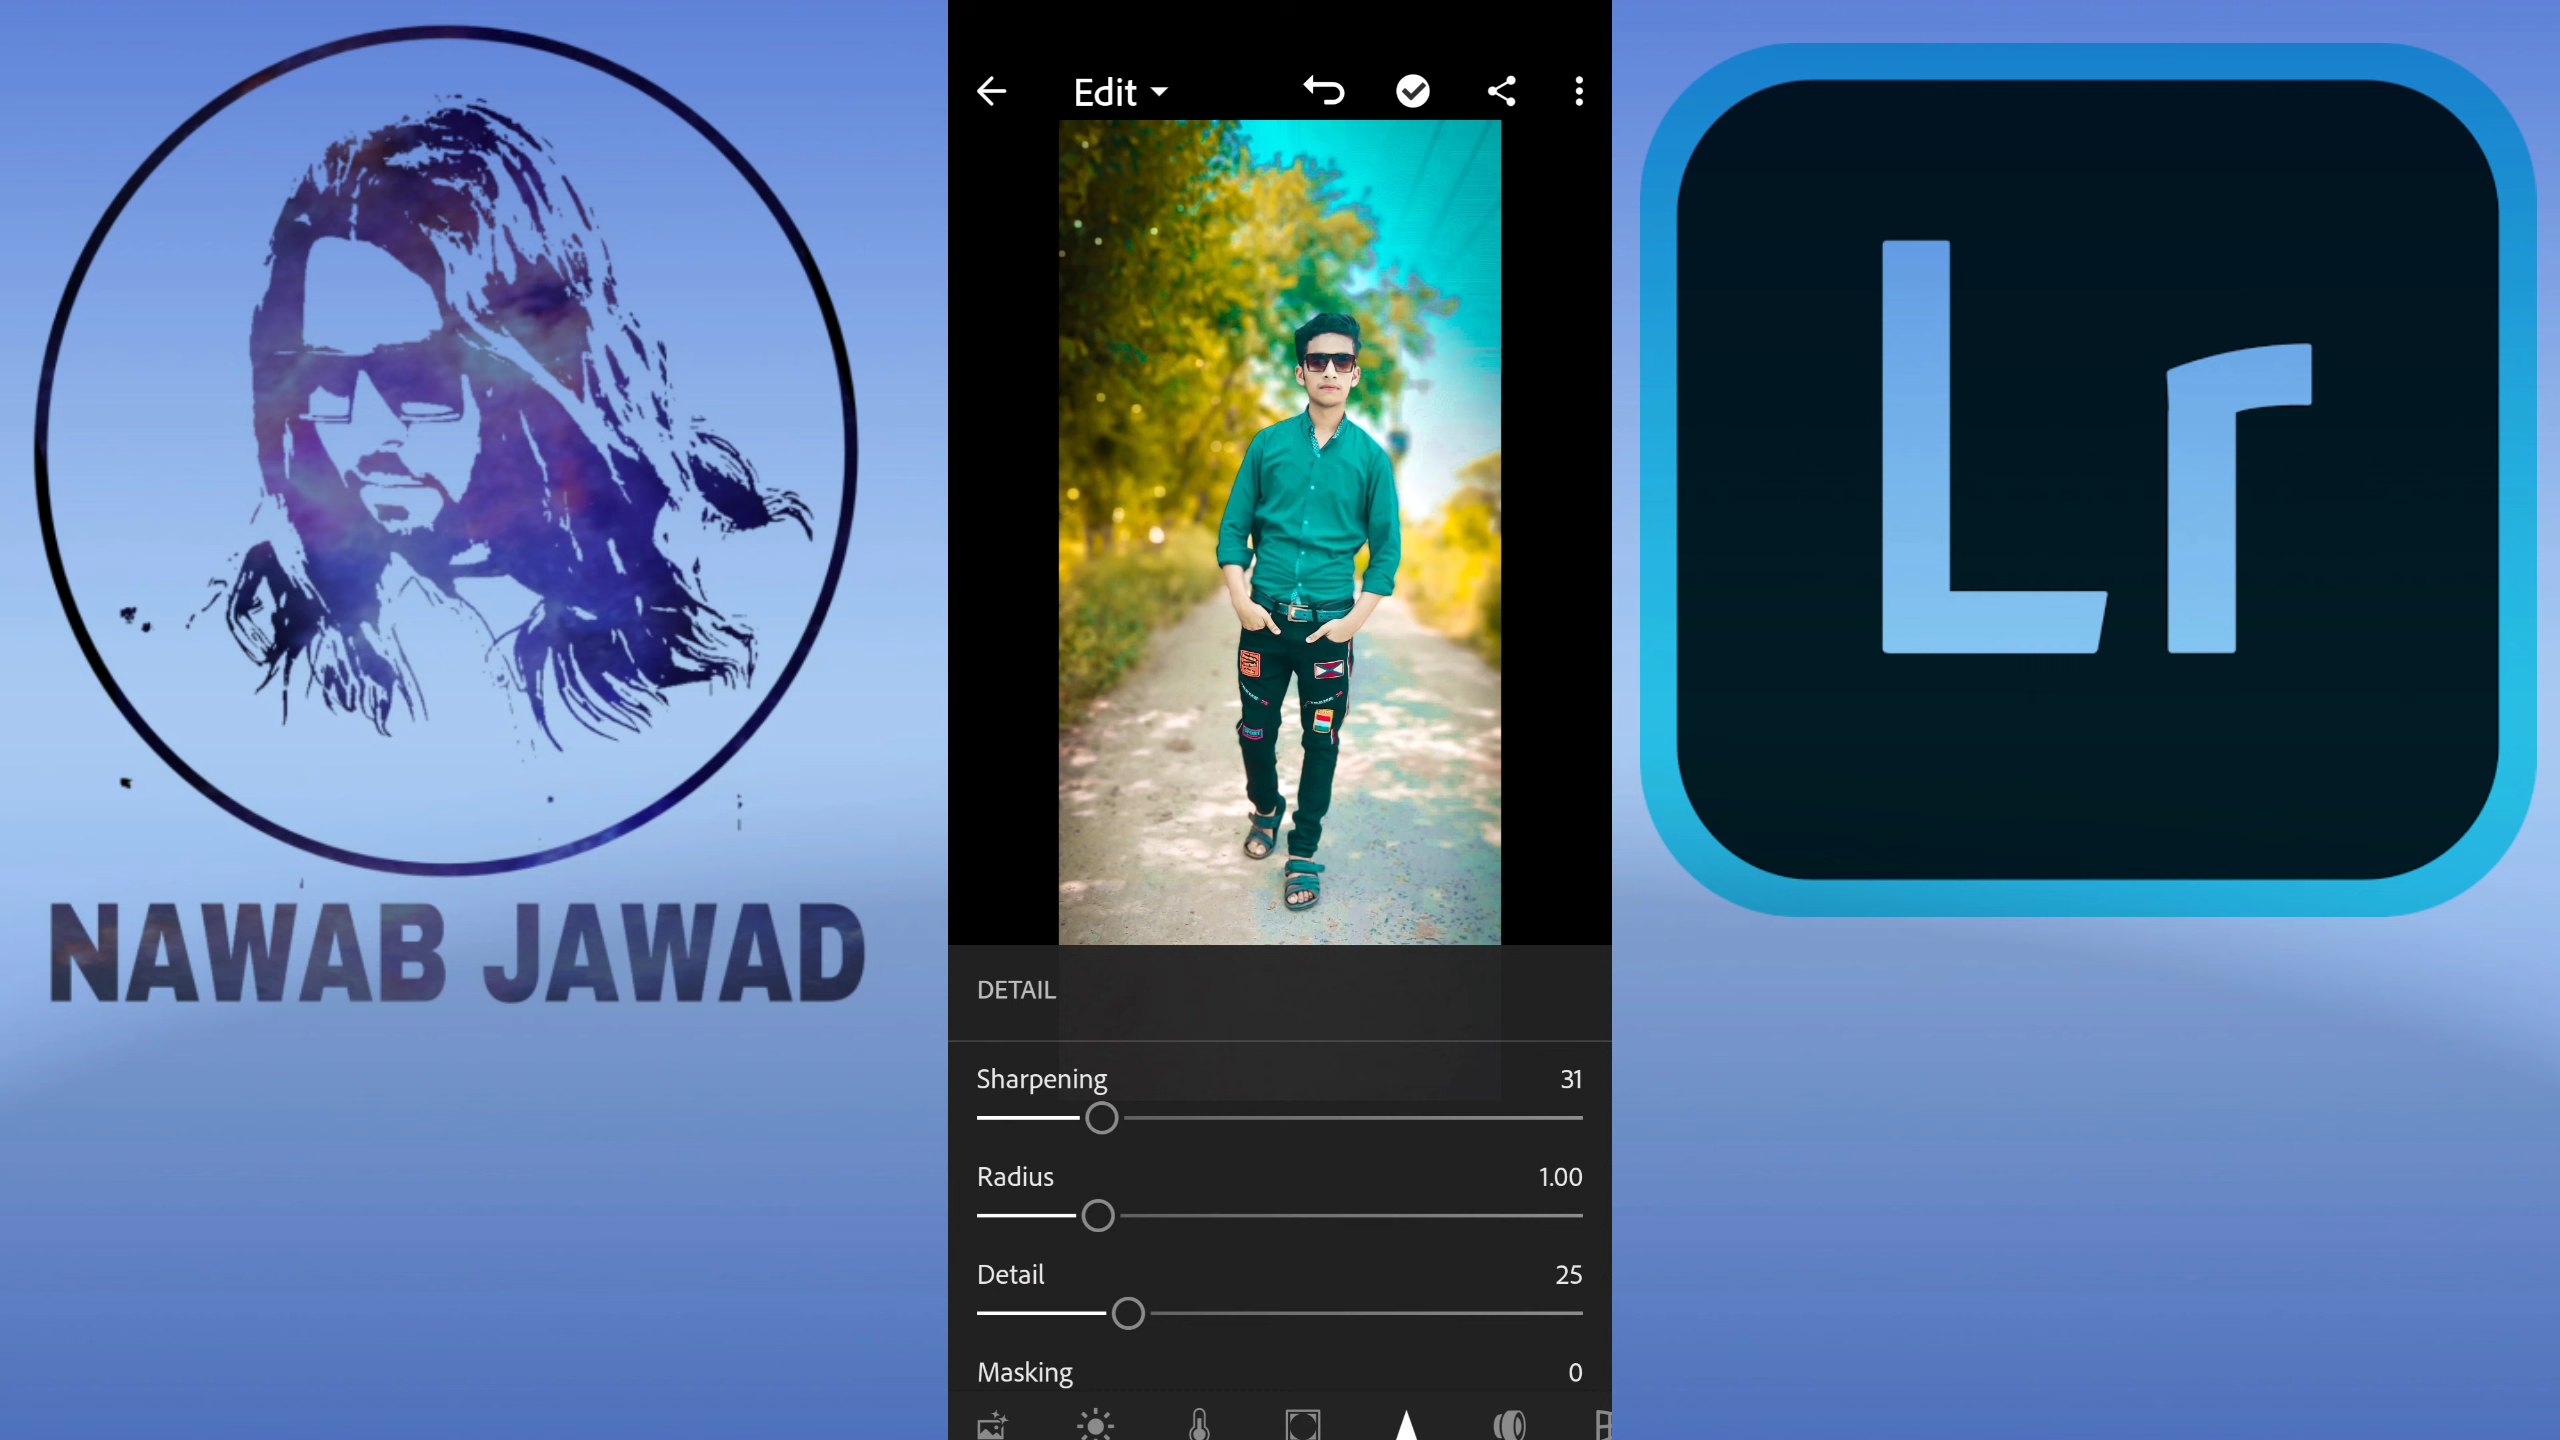 NAWAB JAWAD
Edit
DETAIL
Sharpening 31
Radius 1.00
Detail 25
Masking 0
Lr